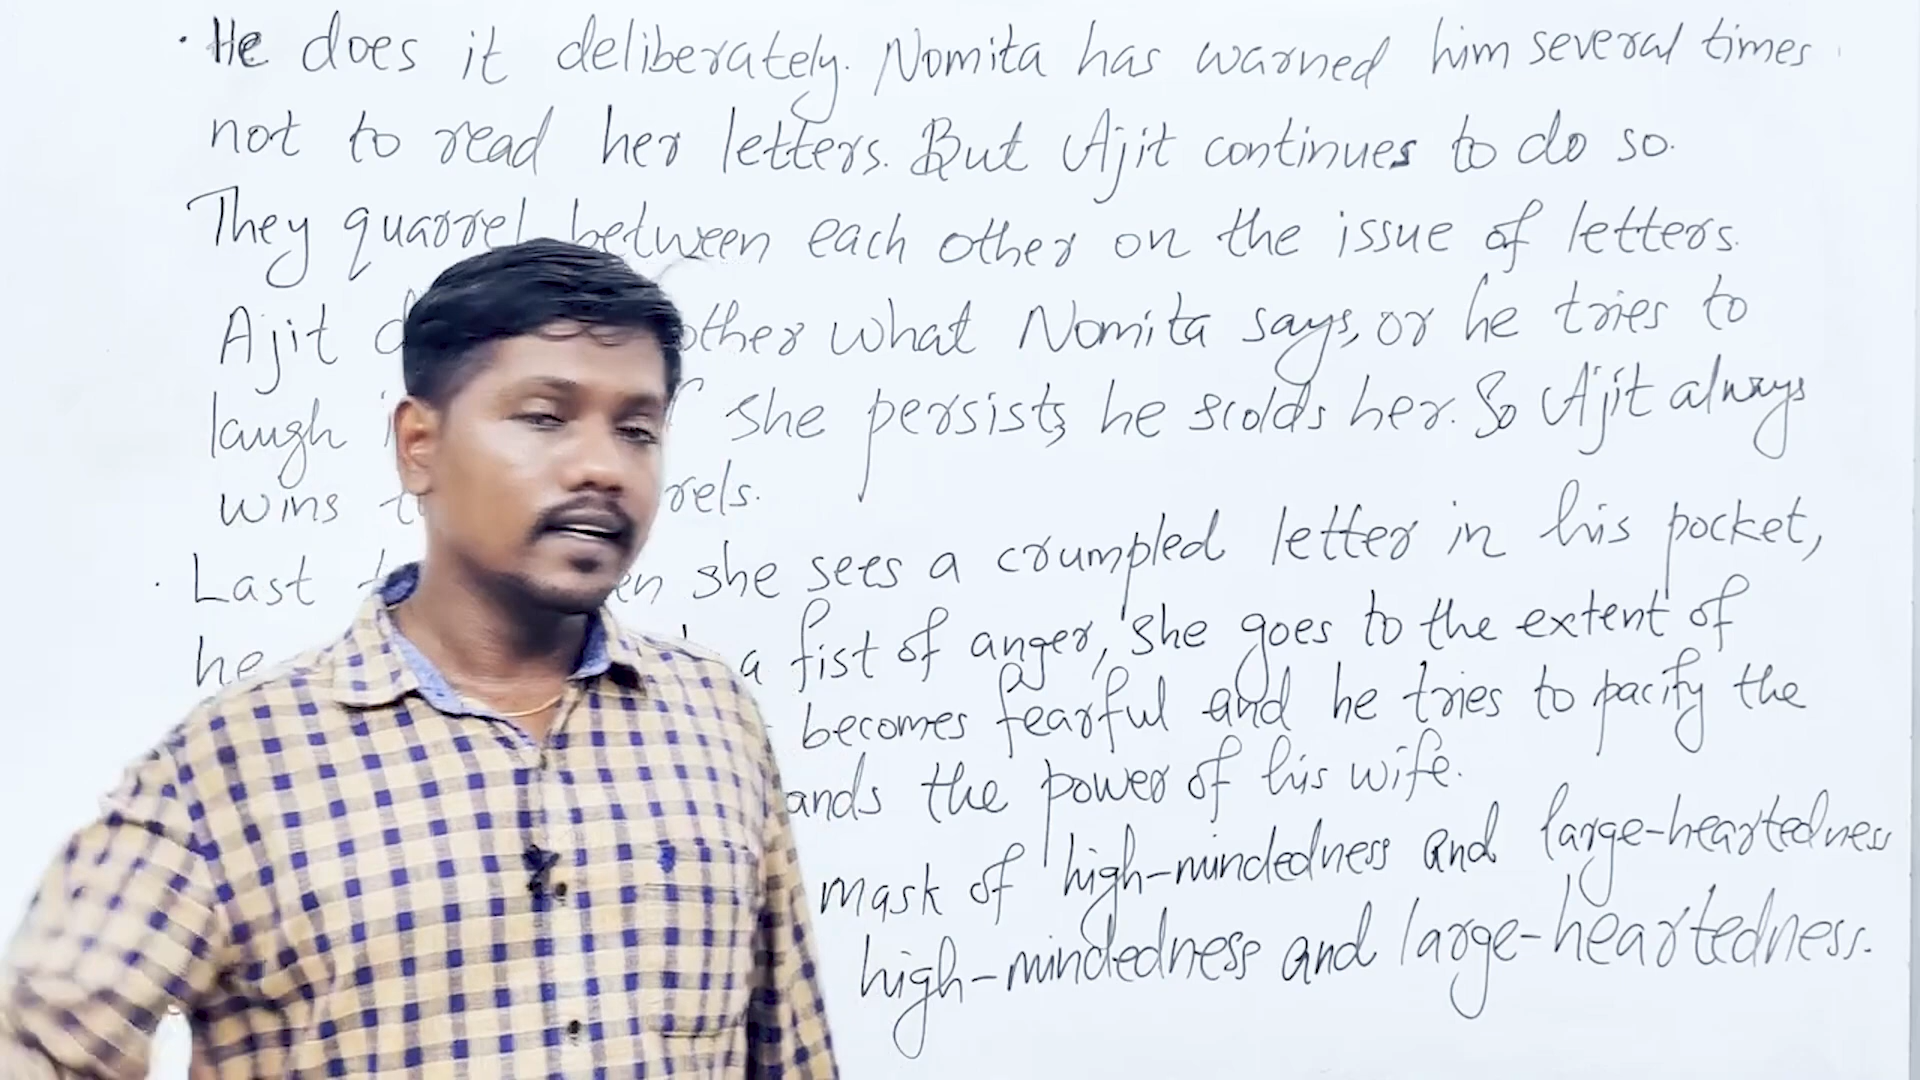 · He does it deliberately. Nomita has warned him several times
not to read her letters. But Ajit continues to do so.
They quarrel between each other on the issue of letters.
Ajit what Nomita says, or he tries to
laugh she persists, he scolds her. So Ajit always
wins
· Last she sees a crumpled letter in his pocket,
he a fist of anger, she goes to the extent of
becomes fearful and he tries to pacify the
the power of his wife.
mask of high-mindedness and large-heartedness
high-mindedness and large-heartedness.